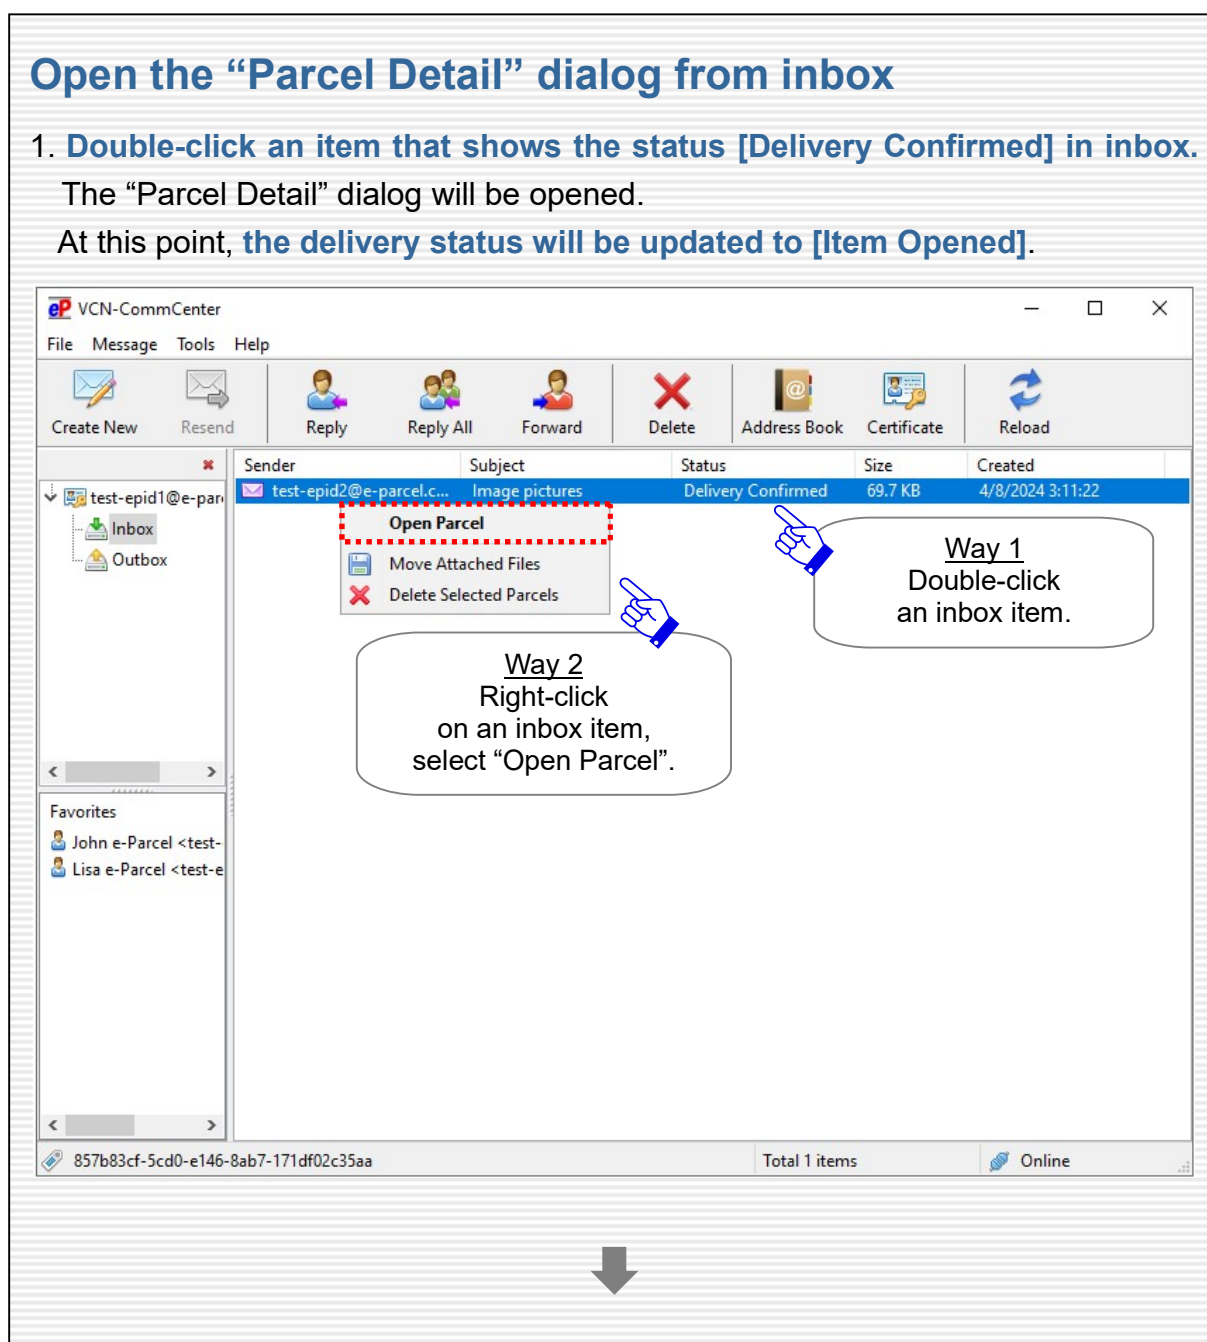 Open the “Parcel Detail” dialog from inbox
1. Double-click an item that shows the status [Delivery Confirmed] in inbox.
The “Parcel Detail” dialog will be opened.
At this point, the delivery status will be updated to [Item Opened].
eP VCN-CommCenter
File Message Tools Help
Create New Resend Reply Reply All Forward Delete Address Book Certificate Reload
Sender Subject Status Size Created
test-epid1@e-par
test-epid2@e-parcel.c... Image pictures Delivery Confirmed 69.7 KB 4/8/2024 3:11:22
Inbox
Outbox
Open Parcel
Move Attached Files
Delete Selected Parcels
Way 1
Double-click
an inbox item.
Way 2
Right-click
on an inbox item,
select “Open Parcel”.
Favorites
John e-Parcel <test-
Lisa e-Parcel <test-e
857b83cf-5cd0-e146-8ab7-171df02c35aa Total 1 items Online